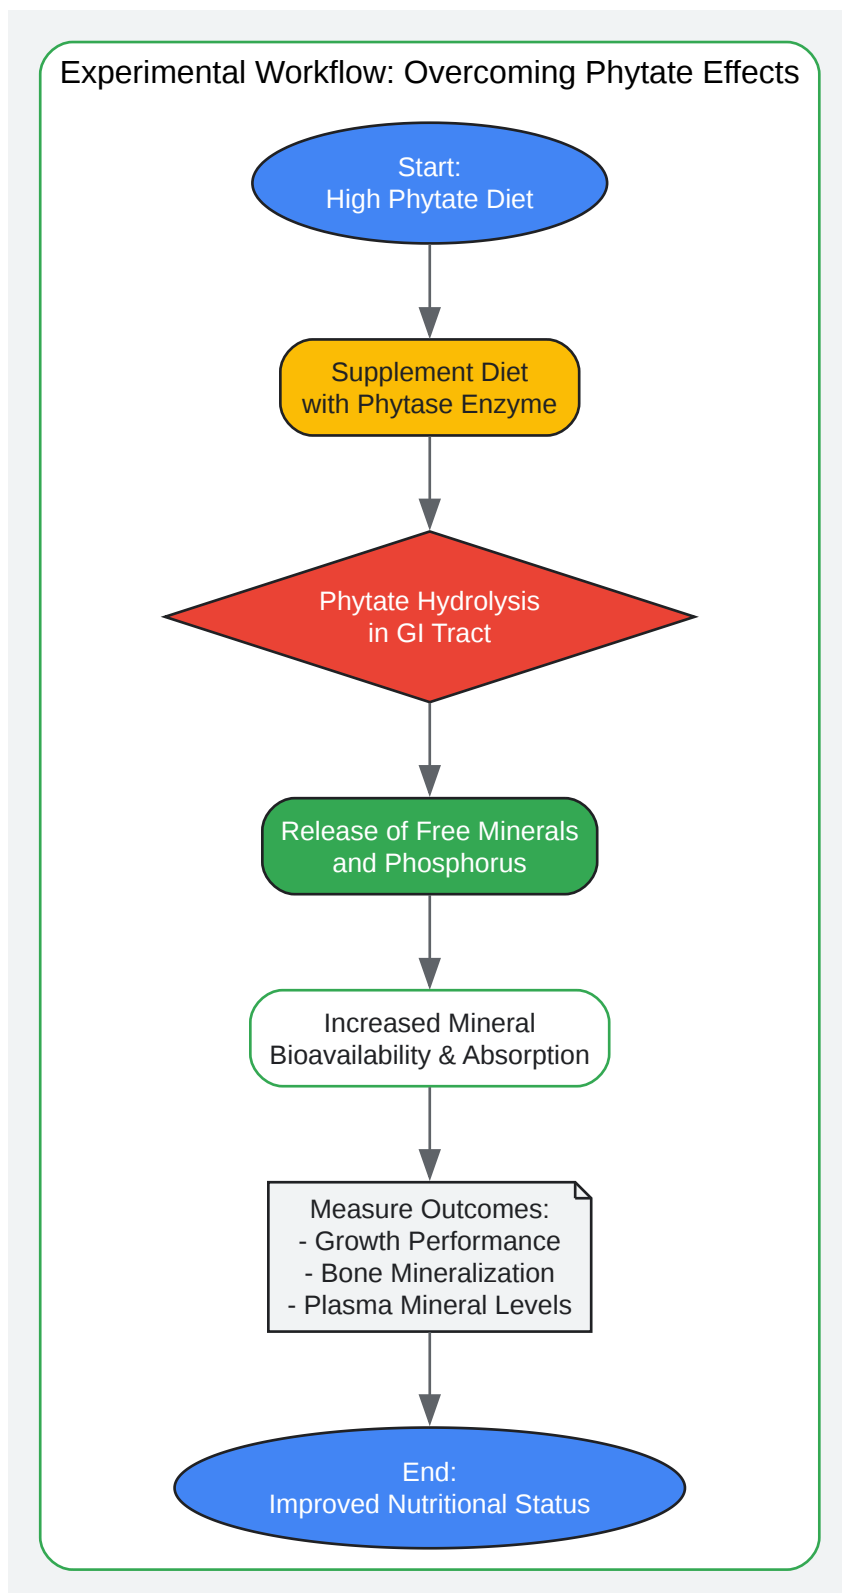 Experimental Workflow: Overcoming Phytate Effects
Start:
High Phytate Diet
Supplement Diet
with Phytase Enzyme
Phytate Hydrolysis
in GI Tract
Release of Free Minerals
and Phosphorus
Increased Mineral
Bioavailability & Absorption
Measure Outcomes:
- Growth Performance
- Bone Mineralization
- Plasma Mineral Levels
End:
Improved Nutritional Status